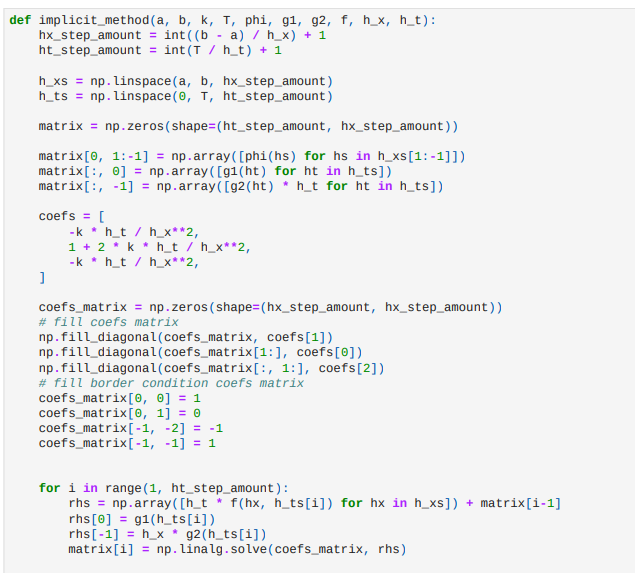 def implicit_method(a, b, k, T, phi, g1, g2, f, h_x, h_t):
    hx_step_amount = int((b - a) / h_x) + 1
    ht_step_amount = int(T / h_t) + 1

    h_xs = np.linspace(a, b, hx_step_amount)
    h_ts = np.linspace(0, T, ht_step_amount)

    matrix = np.zeros(shape=(ht_step_amount, hx_step_amount))

    matrix[0, 1:-1] = np.array([phi(hs) for hs in h_xs[1:-1]])
    matrix[:, 0] = np.array([g1(ht) for ht in h_ts])
    matrix[:, -1] = np.array([g2(ht) * h_t for ht in h_ts])

    coefs = [
        -k * h_t / h_x**2,
        1 + 2 * k * h_t / h_x**2,
        -k * h_t / h_x**2,
    ]

    coefs_matrix = np.zeros(shape=(hx_step_amount, hx_step_amount))
    # fill coefs matrix
    np.fill_diagonal(coefs_matrix, coefs[1])
    np.fill_diagonal(coefs_matrix[1:], coefs[0])
    np.fill_diagonal(coefs_matrix[:, 1:], coefs[2])
    # fill border condition coefs matrix
    coefs_matrix[0, 0] = 1
    coefs_matrix[0, 1] = 0
    coefs_matrix[-1, -2] = -1
    coefs_matrix[-1, -1] = 1


    for i in range(1, ht_step_amount):
        rhs = np.array([h_t * f(hx, h_ts[i]) for hx in h_xs]) + matrix[i-1]
        rhs[0] = g1(h_ts[i])
        rhs[-1] = h_x * g2(h_ts[i])
        matrix[i] = np.linalg.solve(coefs_matrix, rhs)